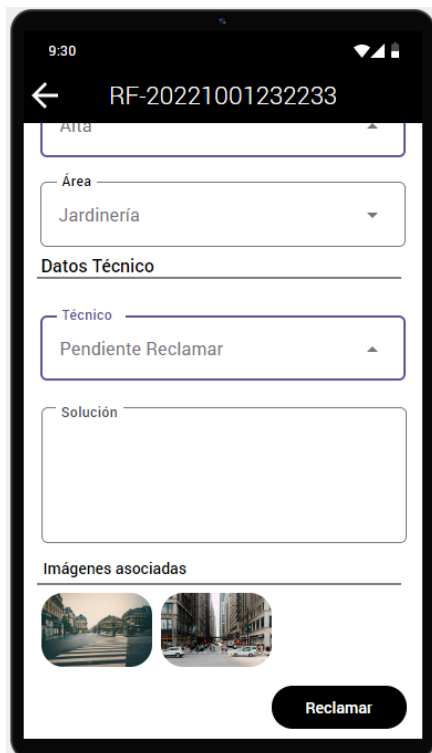 9:30
RF-20221001232233
Alta
Área
Jardinería
Datos Técnico
Técnico
Pendiente Reclamar
Solución
Imágenes asociadas
Reclamar